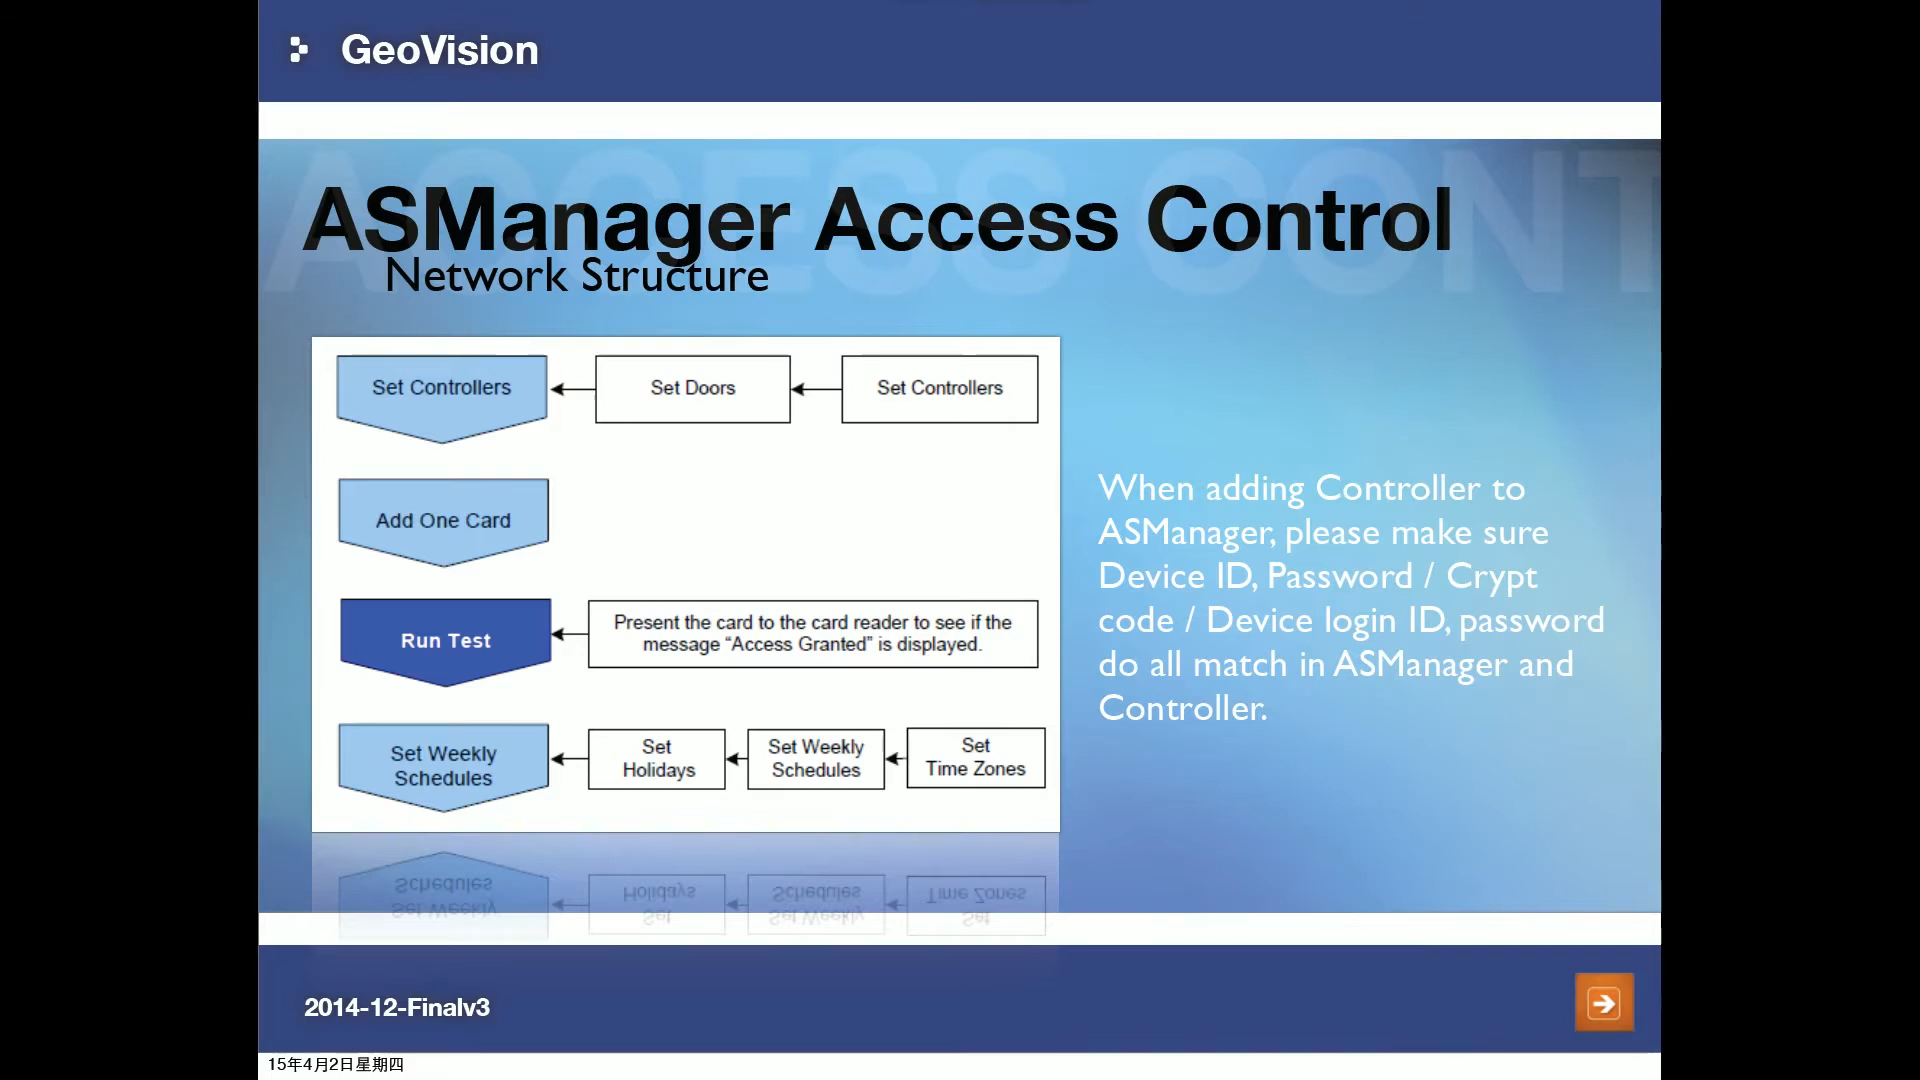 GeoVision
ACCESS CONT
ASManager Access Control
Network Structure
Set Controllers
Set Doors
Set Controllers
Add One Card
Run Test
Present the card to the card reader to see if the
message “Access Granted” is displayed.
Set Weekly
Schedules
Set
Holidays
Set Weekly
Schedules
Set
Time Zones
When adding Controller to
ASManager, please make sure
Device ID, Password / Crypt
code / Device login ID, password
do all match in ASManager and
Controller.
2014-12-Finalv3
15年4月2日星期四